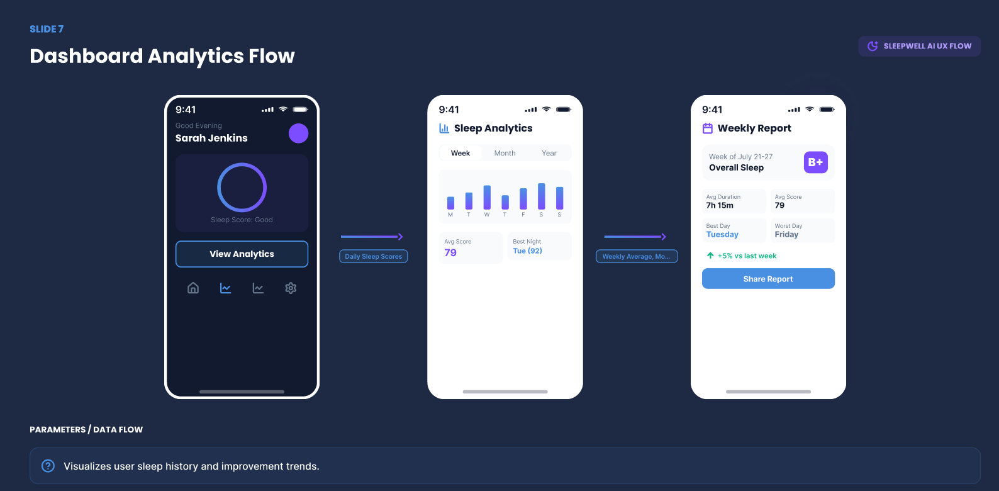 SLIDE 7
Dashboard Analytics Flow
SLEEPWELL AI UX FLOW
9:41
Good Evening
Sarah Jenkins
Sleep Score: Good
View Analytics
Daily Sleep Scores
9:41
Sleep Analytics
Week Month Year
M T W T F S S
Avg Score
79
Best Night
Tue (92)
Weekly Average, Mo...
9:41
Weekly Report
Week of July 21-27
Overall Sleep
B+
Avg Duration
7h 15m
Avg Score
79
Best Day
Tuesday
Worst Day
Friday
+5% vs last week
Share Report
PARAMETERS / DATA FLOW
Visualizes user sleep history and improvement trends.